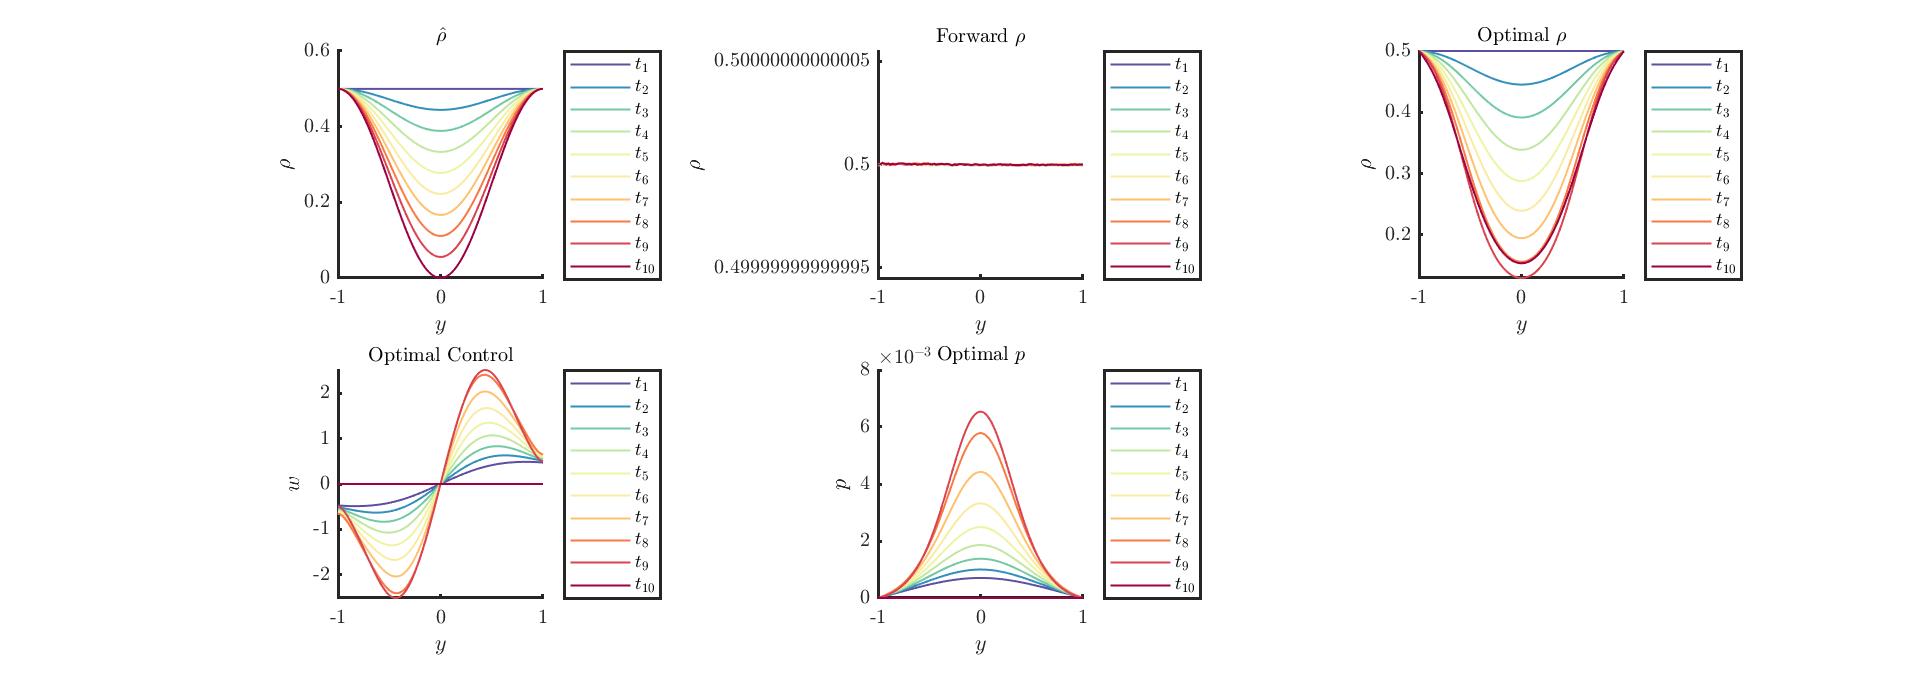 ρ̂
ρ
0.6
0.4
0.2
0
-1
0
1
y
t₁
t₂
t₃
t₄
t₅
t₆
t₇
t₈
t₉
t₁₀
Forward ρ
ρ
0.50000000000005
0.5
0.49999999999995
-1
0
1
y
t₁
t₂
t₃
t₄
t₅
t₆
t₇
t₈
t₉
t₁₀
Optimal ρ
ρ
0.5
0.4
0.3
0.2
-1
0
1
y
t₁
t₂
t₃
t₄
t₅
t₆
t₇
t₈
t₉
t₁₀
Optimal Control
w
2
1
0
-1
-2
-1
0
1
y
t₁
t₂
t₃
t₄
t₅
t₆
t₇
t₈
t₉
t₁₀
×10⁻³ Optimal p
p
8
6
4
2
0
-1
0
1
y
t₁
t₂
t₃
t₄
t₅
t₆
t₇
t₈
t₉
t₁₀